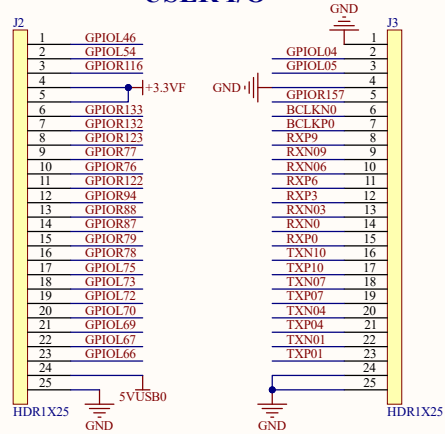 USER I/O
J2
1 GPIOL46
2 GPIOL54
3 GPIOR116
4
+3.3VF
5
6 GPIOR133
7 GPIOR132
8 GPIOR123
9 GPIOR77
10 GPIOR76
11 GPIOR122
12 GPIOR94
13 GPIOR88
14 GPIOR87
15 GPIOR79
16 GPIOR78
17 GPIOL75
18 GPIOL73
19 GPIOL72
20 GPIOL70
21 GPIOL69
22 GPIOL67
23 GPIOL66
24
25
5VUSB0
HDR1X25
GND
GND
J3
1
GPIOL04 2
GPIOL05 3
GND 4
GPIOR157 5
BCLKN0 6
BCLKP0 7
RXP9 8
RXN09 9
RXN06 10
RXP6 11
RXP3 12
RXN03 13
RXN0 14
RXP0 15
TXN10 16
TXP10 17
TXN07 18
TXP07 19
TXN04 20
TXP04 21
TXN01 22
TXP01 23
24
25
HDR1X25
GND